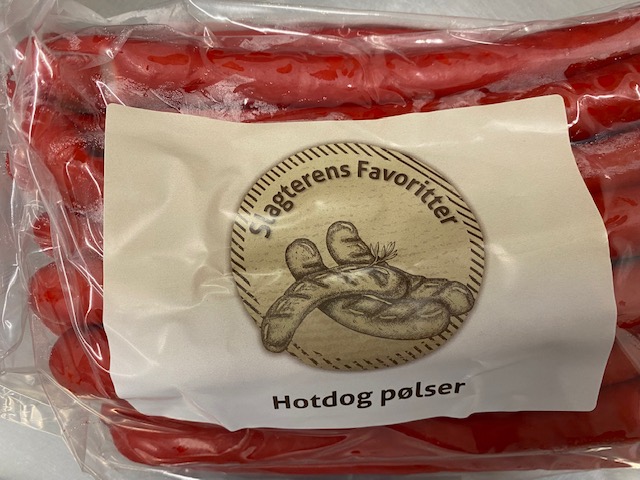 Slagterens Favoritter
Hotdog pølser